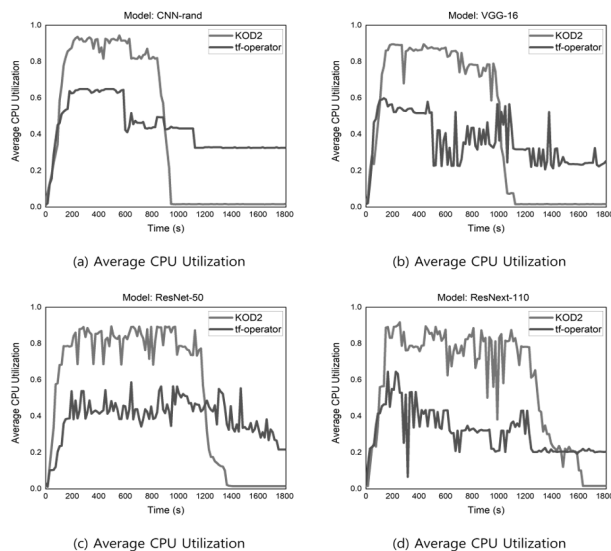 Model: CNN-rand
KOD2
tf-operator
Average CPU Utilization
1.0
0.8
0.6
0.4
0.2
0.0
0 200 400 600 800 1000 1200 1400 1600 1800
Time (s)
(a) Average CPU Utilization
Model: VGG-16
KOD2
tf-operator
Average CPU Utilization
1.0
0.8
0.6
0.4
0.2
0.0
0 200 400 600 800 1000 1200 1400 1600 1800
Time (s)
(b) Average CPU Utilization
Model: ResNet-50
KOD2
tf-operator
Average CPU Utilization
1.0
0.8
0.6
0.4
0.2
0.0
0 200 400 600 800 1000 1200 1400 1600 1800
Time (s)
(c) Average CPU Utilization
Model: ResNext-110
KOD2
tf-operator
Average CPU Utilization
1.0
0.8
0.6
0.4
0.2
0.0
0 200 400 600 800 1000 1200 1400 1600 1800
Time (s)
(d) Average CPU Utilization